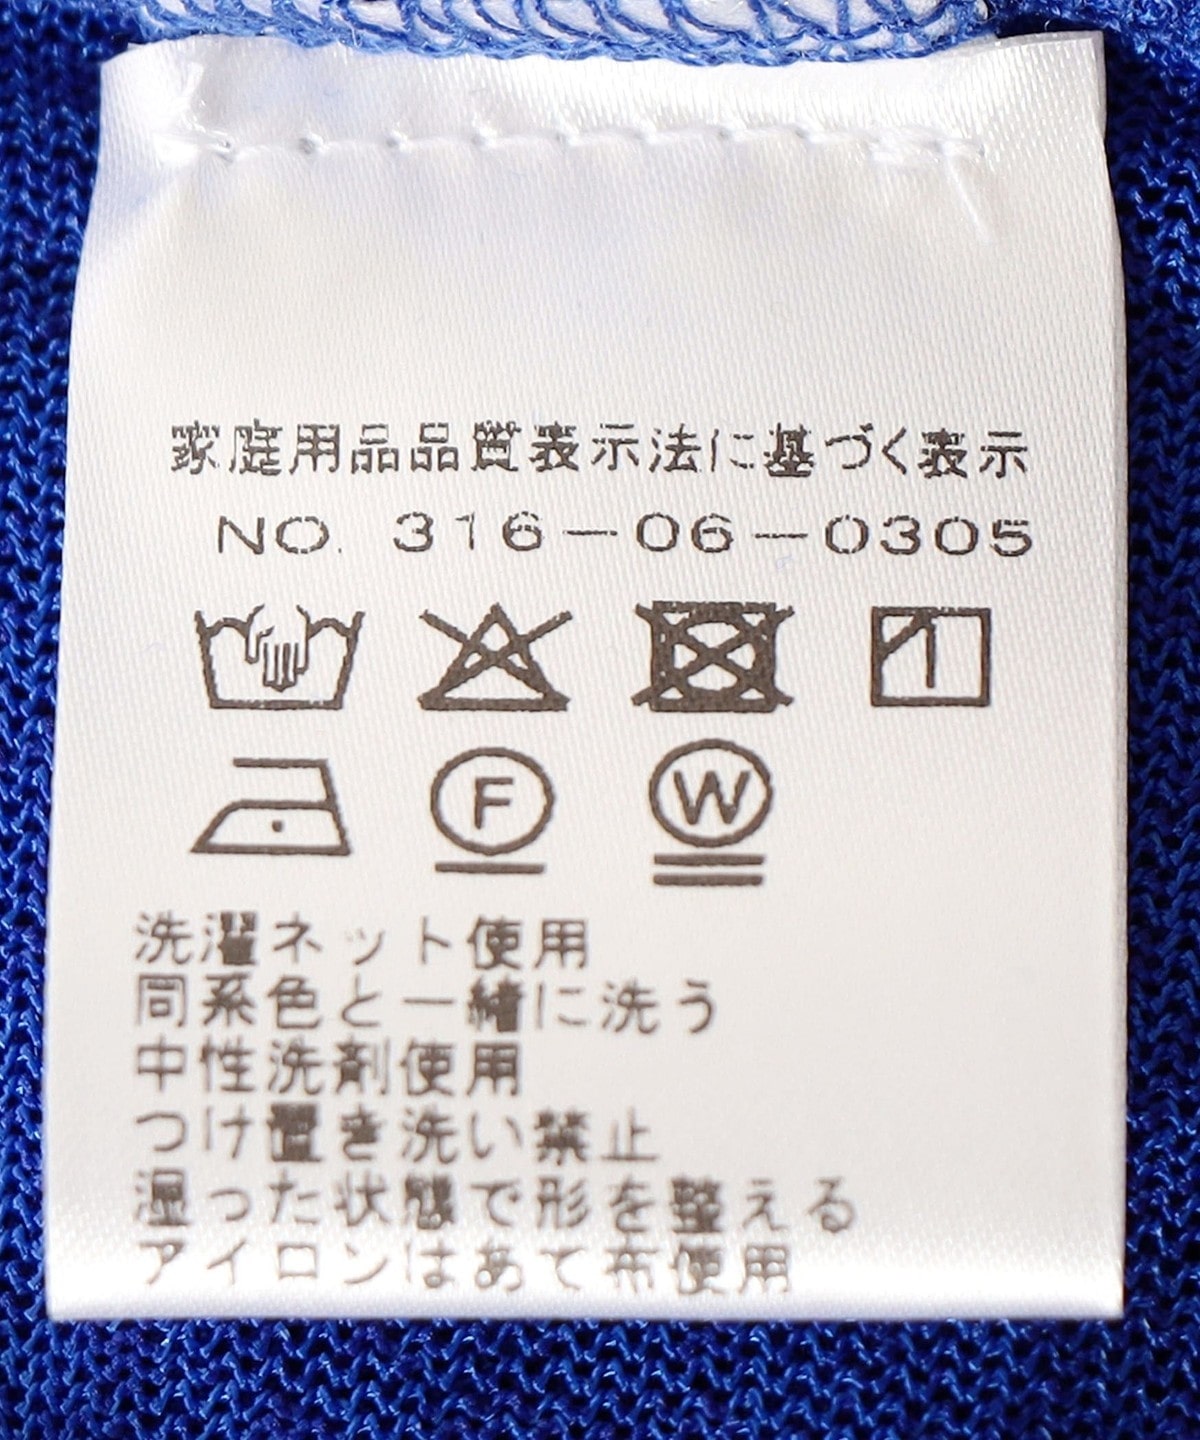 家庭用品品質表示法に基づく表示
NO. 316-06-0305
F W
洗濯ネット使用
同系色と一緒に洗う
中性洗剤使用
つけ置き洗い禁止
湿った状態で形を整える
アイロンはあて布使用